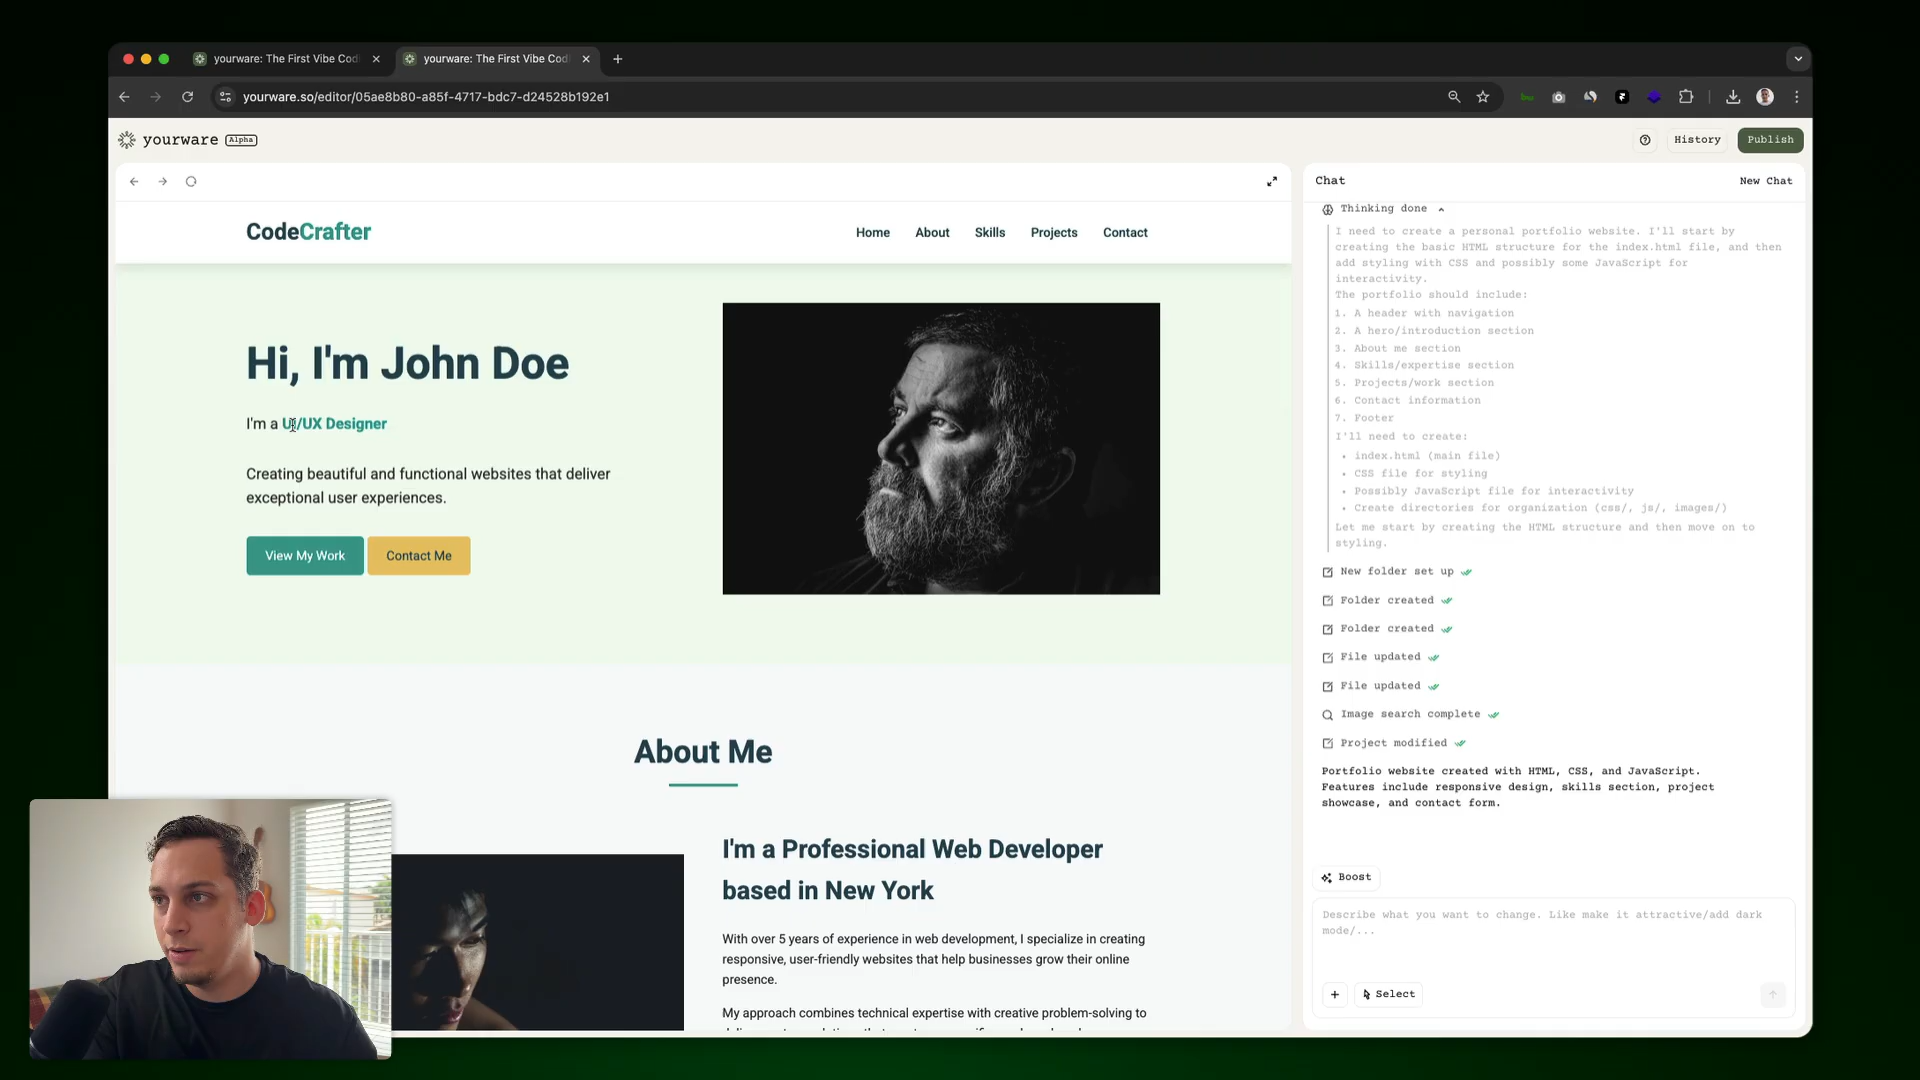 yourware: The First Vibe Cod
yourware: The First Vibe Cod
yourware.so/editor/05ae8b80-a85f-4717-bdc7-d24528b192e1
yourware Alpha
History
Publish
CodeCrafter
Home
About
Skills
Projects
Contact
Hi, I'm John Doe
I'm a UI/UX Designer
Creating beautiful and functional websites that deliver
exceptional user experiences.
View My Work
Contact Me
About Me
I'm a Professional Web Developer
based in New York
With over 5 years of experience in web development, I specialize in creating
responsive, user-friendly websites that help businesses grow their online
presence.
My approach combines technical expertise with creative problem-solving to
Chat
New Chat
Thinking done
I need to create a personal portfolio website. I'll start by
creating the basic HTML structure for the index.html file, and then
add styling with CSS and possibly some JavaScript for
interactivity.
The portfolio should include:
1. A header with navigation
2. A hero/introduction section
3. About me section
4. Skills/expertise section
5. Projects/work section
6. Contact information
7. Footer
I'll need to create:
• index.html (main file)
• CSS file for styling
• Possibly JavaScript file for interactivity
• Create directories for organization (css/, js/, images/)
Let me start by creating the HTML structure and then move on to
styling.
New folder set up
Folder created
Folder created
File updated
File updated
Image search complete
Project modified
Portfolio website created with HTML, CSS, and JavaScript.
Features include responsive design, skills section, project
showcase, and contact form.
Boost
Describe what you want to change. Like make it attractive/add dark
mode/...
Select